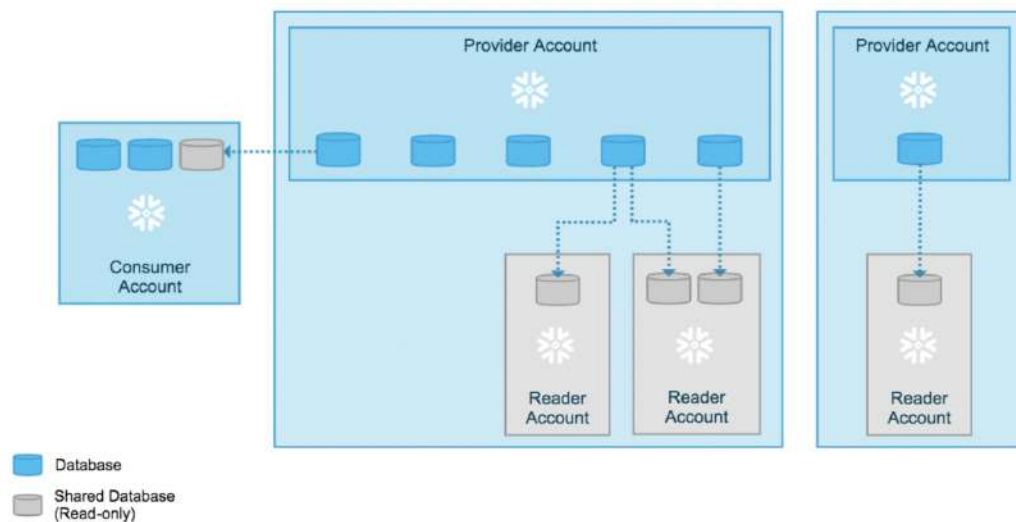 Provider Account
Provider Account
Consumer
Account
Reader
Account
Reader
Account
Reader
Account
Database
Shared Database
(Read-only)